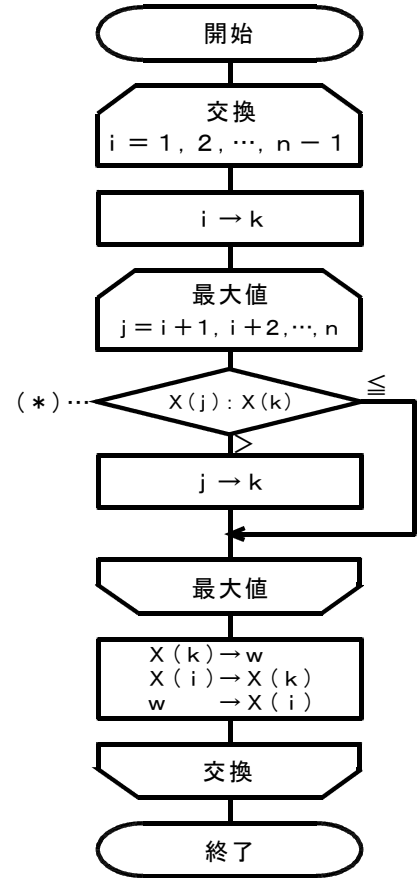 開始
交換
i = 1, 2, …, n － 1
i → k
最大値
j = i + 1, i + 2, …, n
(＊)… X(j) : X(k) ≦
＞
j → k
最大値
X(k)→w
X(i)→X(k)
w　　→X(i)
交換
終了